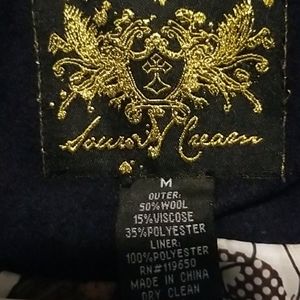 M
OUTER:
50%WOOL
15%VISCOSE
35%POLYESTER
LINER:
100%POLYESTER
RN#119650
MADE IN CHINA
DRY CLEAN